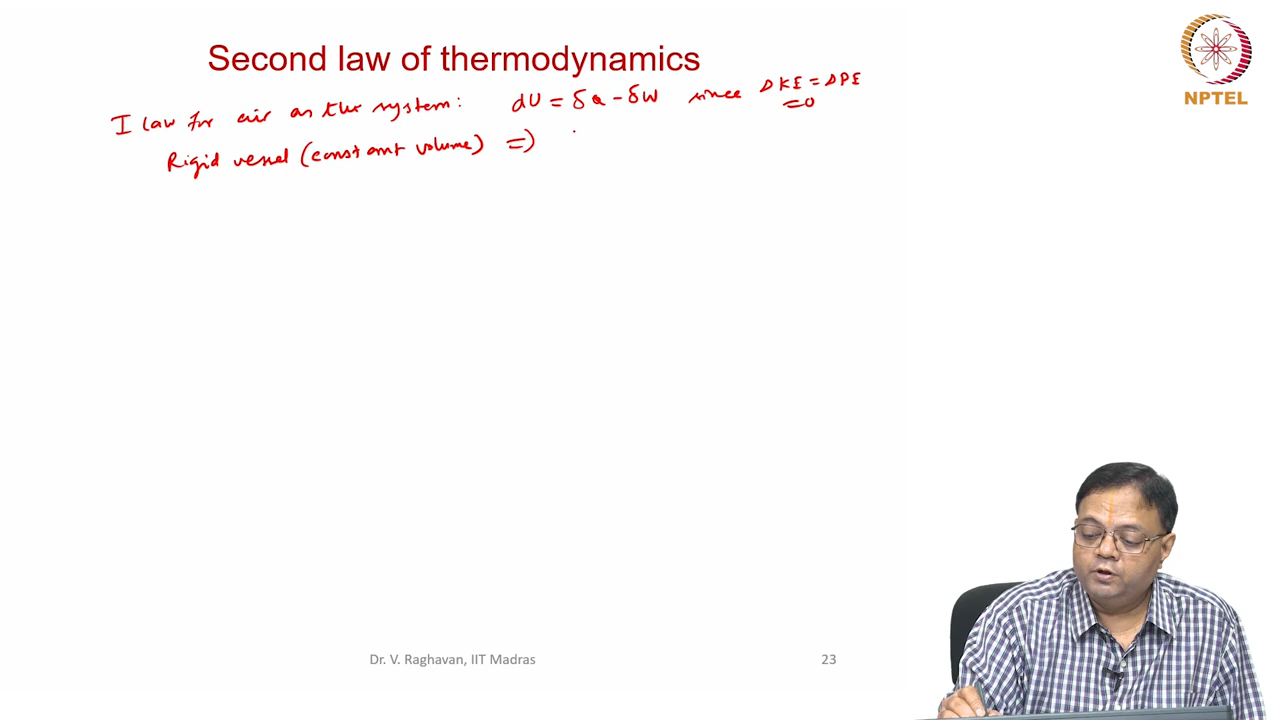 Second law of thermodynamics
I law for air as the system: dU = δQ - δW since ΔKE = ΔPE
=0
Rigid vessel (constant volume) =)
NPTEL
Dr. V. Raghavan, IIT Madras
23